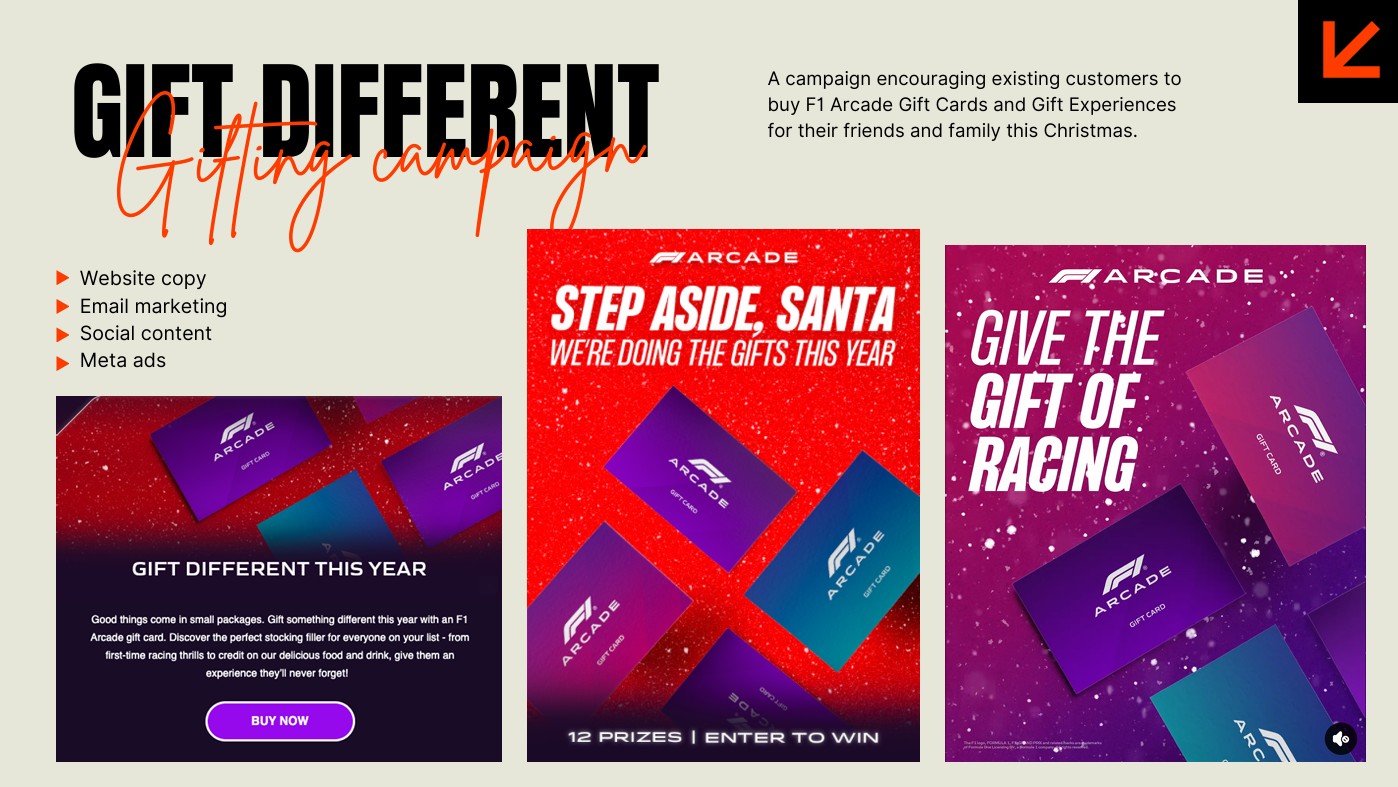 GIFT DIFFERENT
Gifting campaign
A campaign encouraging existing customers to
buy F1 Arcade Gift Cards and Gift Experiences
for their friends and family this Christmas.
Website copy
Email marketing
Social content
Meta ads
F1 ARCADE
GIFT CARD
F1 ARCADE
GIFT CARD
ARCADE
GIFT DIFFERENT THIS YEAR
Good things come in small packages. Gift something different this year with an F1
Arcade gift card. Discover the perfect stocking filler for everyone on your list - from
first-time racing thrills to credit on our delicious food and drink, give them an
experience they'll never forget!
BUY NOW
F1 ARCADE
STEP ASIDE, SANTA
WE'RE DOING THE GIFTS THIS YEAR
F1 ARCADE
GIFT CARD
F1 ARCADE
GIFT CARD
F1 ARCADE
GIFT CARD
GIFT CARD
12 PRIZES | ENTER TO WIN
F1 ARCADE
GIVE THE
GIFT OF
RACING
F1 ARCADE
GIFT CARD
F1 ARCADE
GIFT CARD